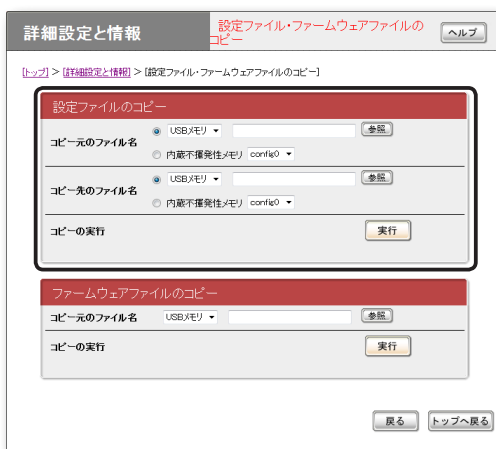 詳細設定と情報
設定ファイル・ファームウェアファイルの
コピー
ヘルプ
[トップ] > [詳細設定と情報] > [設定ファイル・ファームウェアファイルのコピー]
設定ファイルのコピー
コピー元のファイル名
USBメモリ
参照
内蔵不揮発性メモリ config0
コピー先のファイル名
USBメモリ
参照
内蔵不揮発性メモリ config0
コピーの実行
実行
ファームウェアファイルのコピー
コピー元のファイル名 USBメモリ 参照
コピーの実行
実行
戻る トップへ戻る